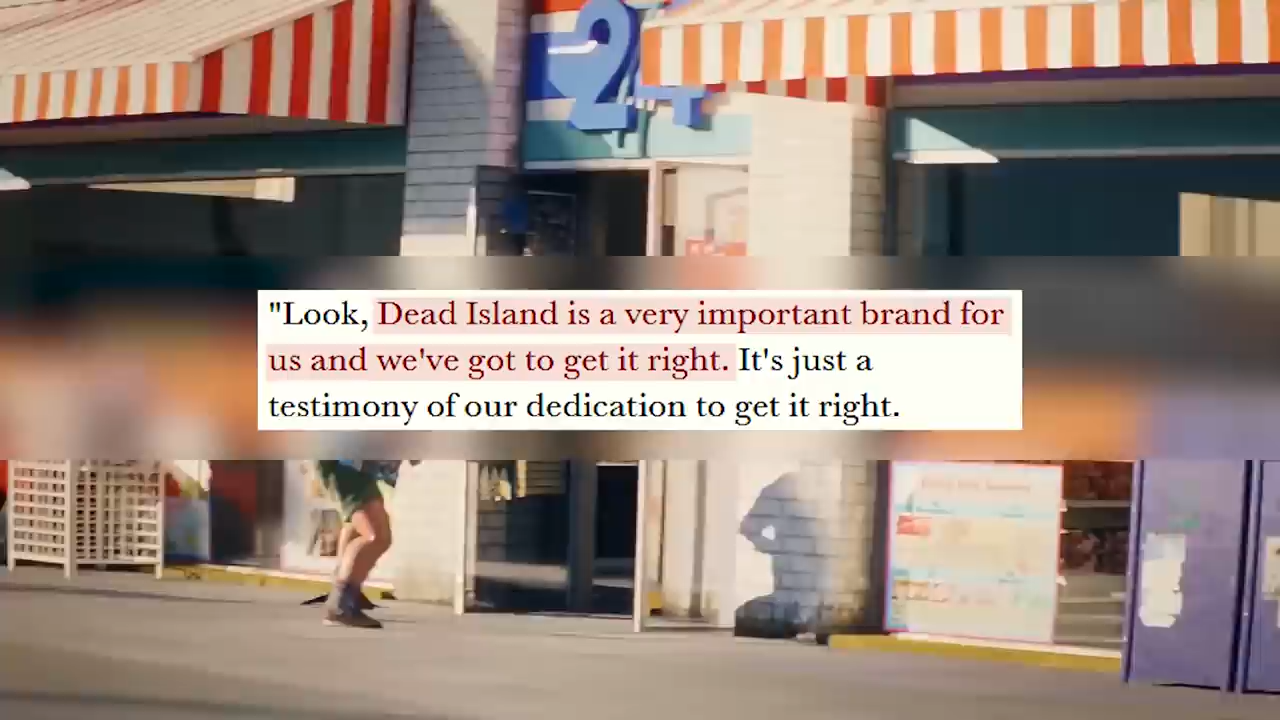 "Look, Dead Island is a very important brand for
us and we've got to get it right. It's just a
testimony of our dedication to get it right.